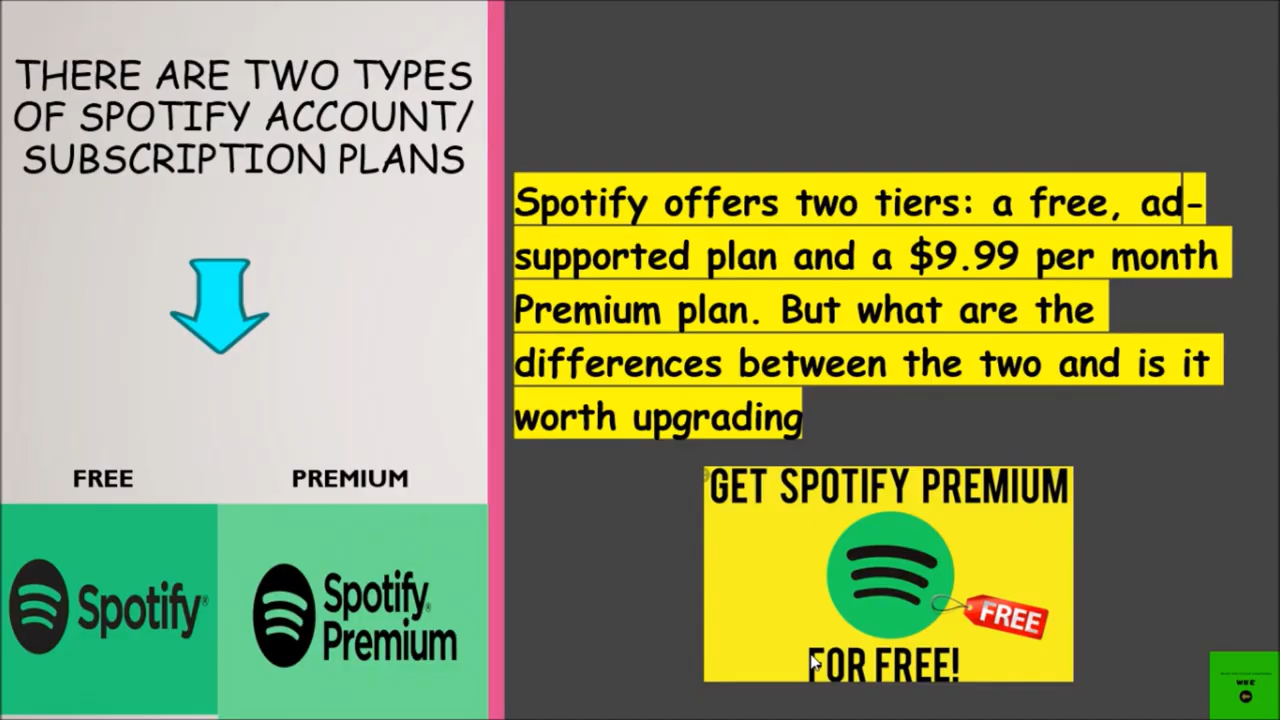 THERE ARE TWO TYPES
OF SPOTIFY ACCOUNT/
SUBSCRIPTION PLANS
FREE
PREMIUM
Spotify®
Spotify®
Premium
Spotify offers two tiers: a free, ad-
supported plan and a $9.99 per month
Premium plan. But what are the
differences between the two and is it
worth upgrading
GET SPOTIFY PREMIUM
FREE
FOR FREE!